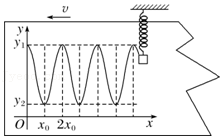 v
y₁
y₂
O x₀ 2x₀ x